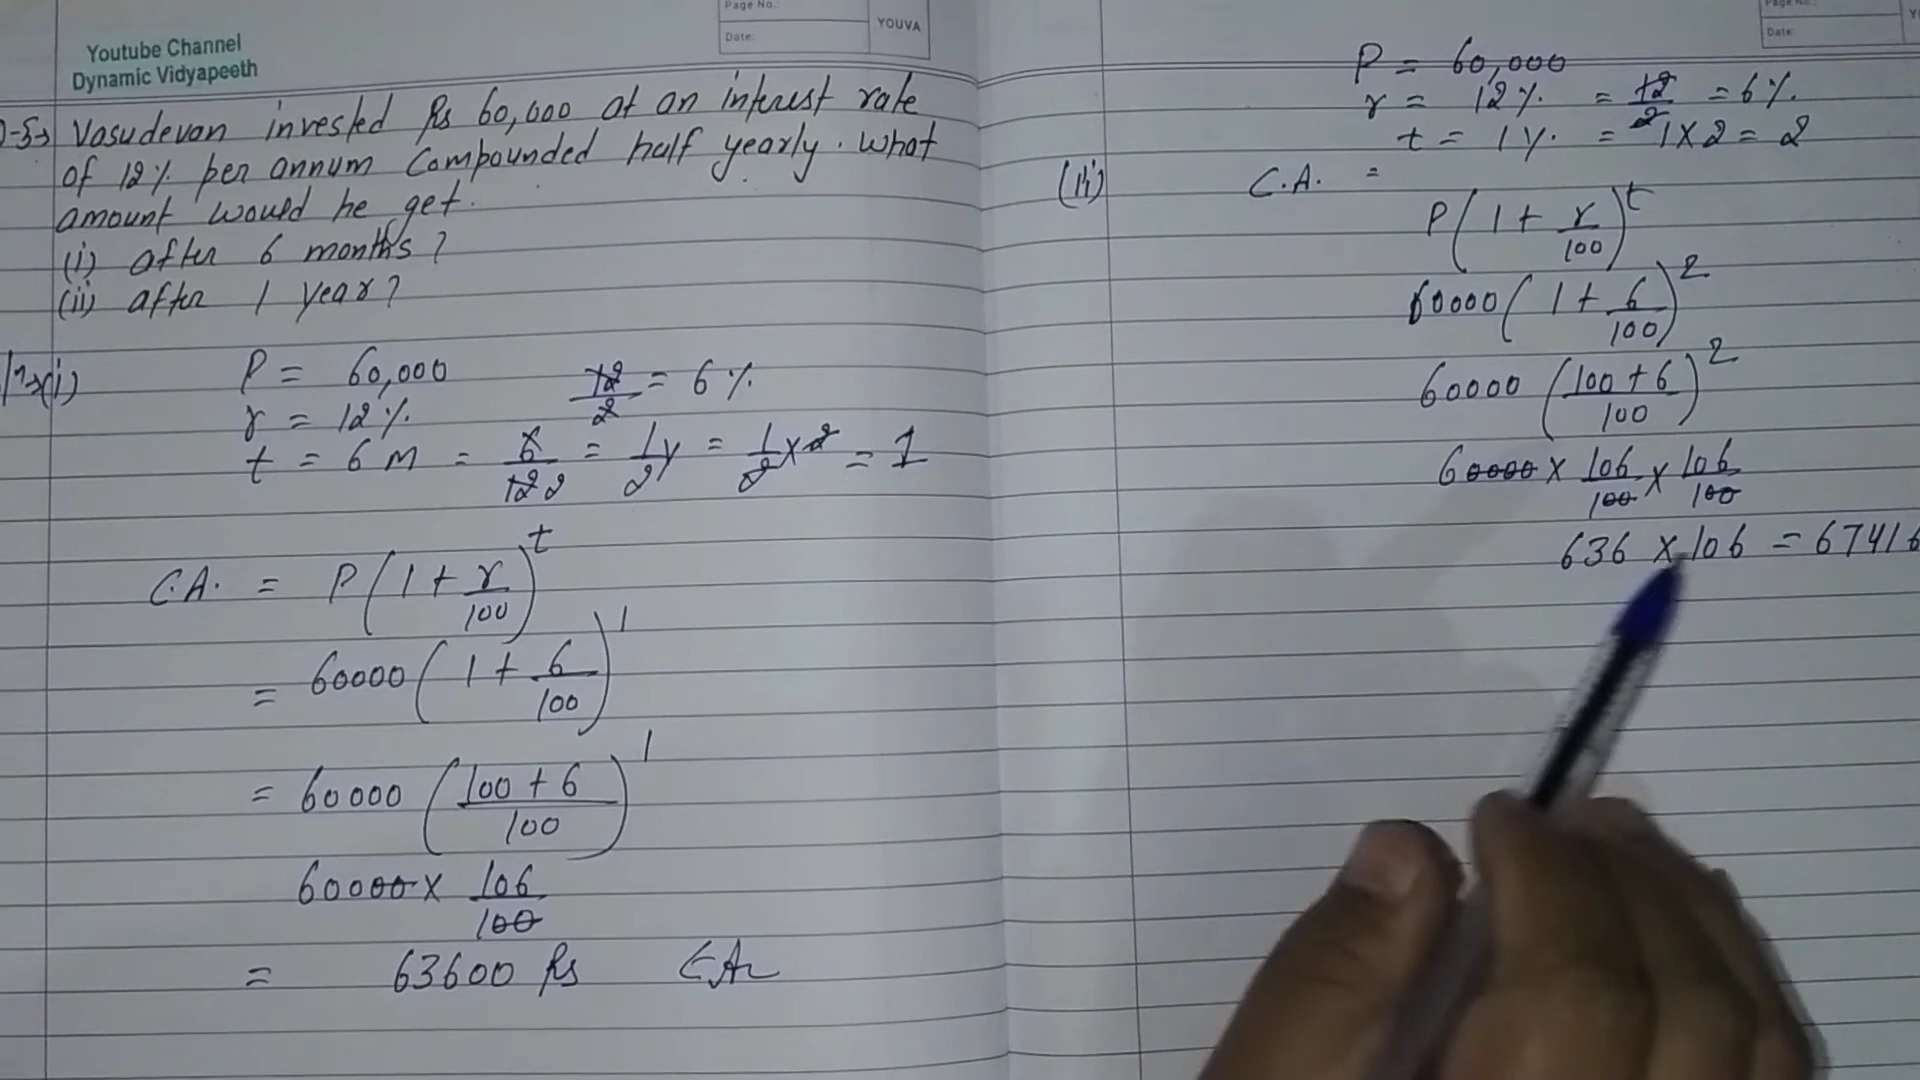 Page No.:
Date:
YOUVA
Youtube Channel
Dynamic Vidyapeeth
Vasudevan invested Rs 60,000 at an interest rate
of 12% per annum compounded half yearly. What
amount would he get.
(i) after 6 months?
(ii) after 1 year?
(i)
P = 60,000 12/2 = 6%
r = 12%
t = 6 M = 6/12 2 = 1/2 y = 1/2 x 2 = 1
C.A. = P(1 + r/100)^t
= 60000(1 + 6/100)^1
= 60000(100 + 6/100)^1
60000 x 106/100
= 63600 Rs
Page No.:
Date:
P = 60,000
r = 12% = 12/2 = 6%
t = 1 y. = 1 x 2 = 2
(ii) C.A. =
P(1 + r/100)^t
60000(1 + 6/100)^2
60000(100 + 6/100)^2
60000 x 106/100 x 106/100
636 x 106 = 67416